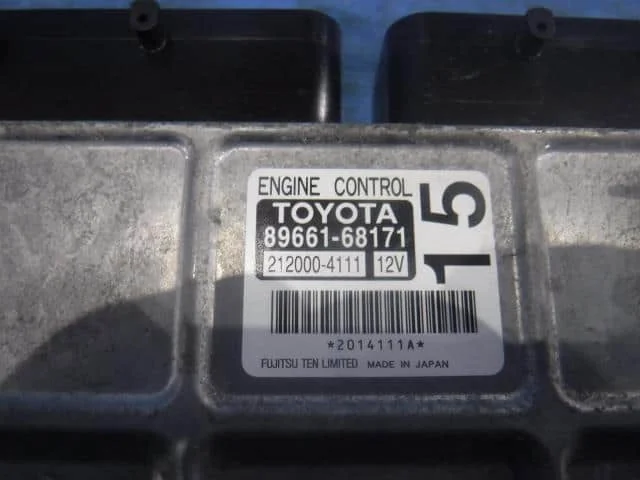 ENGINE CONTROL
TOYOTA
89661-68171
212000-4111 12V
15
*2014111A*
FUJITSU TEN LIMITED MADE IN JAPAN